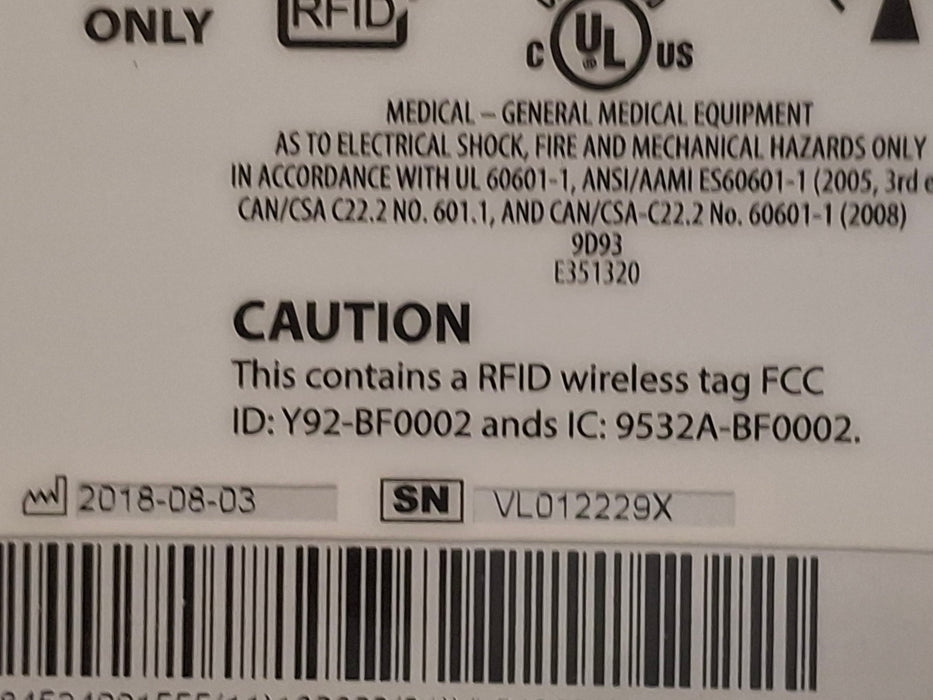 ONLY
RFID
C UL US
MEDICAL – GENERAL MEDICAL EQUIPMENT
AS TO ELECTRICAL SHOCK, FIRE AND MECHANICAL HAZARDS ONLY
IN ACCORDANCE WITH UL 60601-1, ANSI/AAMI ES60601-1 (2005, 3rd e
CAN/CSA C22.2 NO. 601.1, AND CAN/CSA-C22.2 No. 60601-1 (2008)
9D93
E351320
CAUTION
This contains a RFID wireless tag FCC
ID: Y92-BF0002 ands IC: 9532A-BF0002.
2018-08-03
SN VL012229X